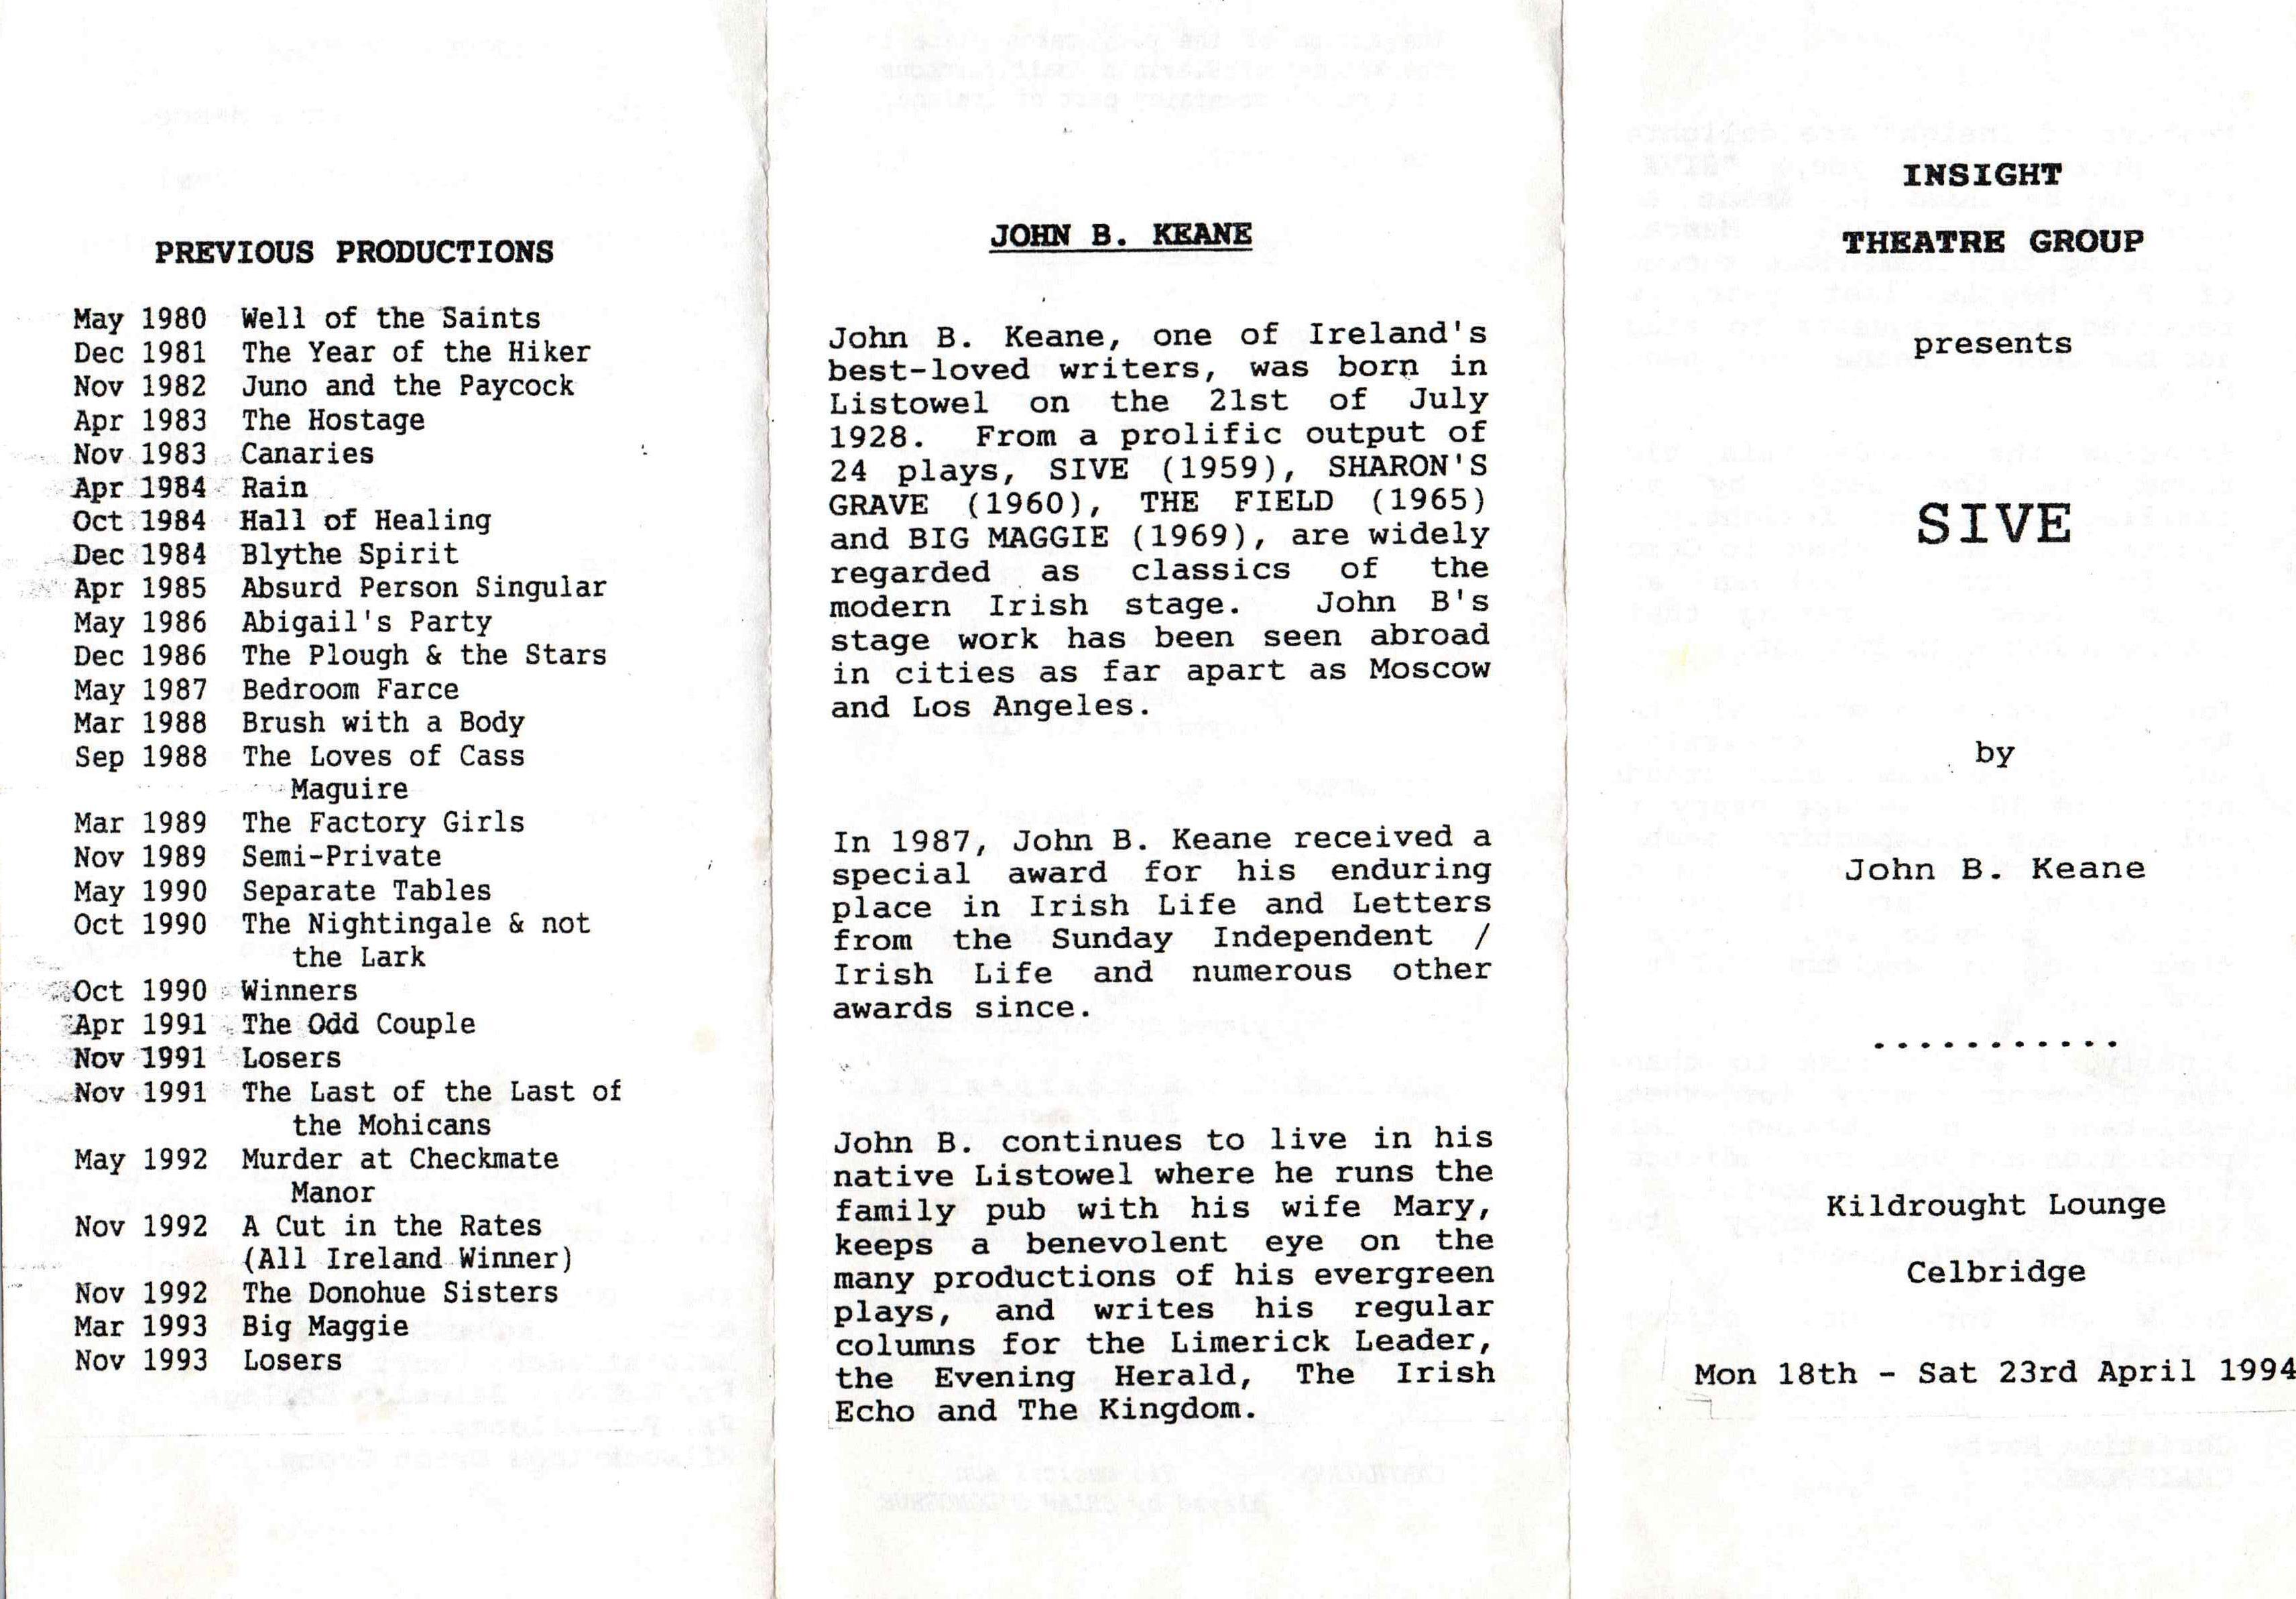 PREVIOUS PRODUCTIONS
May 1980 Well of the Saints
Dec 1981 The Year of the Hiker
Nov 1982 Juno and the Paycock
Apr 1983 The Hostage
Nov 1983 Canaries
Apr 1984 Rain
Oct 1984 Hall of Healing
Dec 1984 Blythe Spirit
Apr 1985 Absurd Person Singular
May 1986 Abigail's Party
Dec 1986 The Plough & the Stars
May 1987 Bedroom Farce
Mar 1988 Brush with a Body
Sep 1988 The Loves of Cass
Maguire
Mar 1989 The Factory Girls
Nov 1989 Semi-Private
May 1990 Separate Tables
Oct 1990 The Nightingale & not
the Lark
Oct 1990 Winners
Apr 1991 The Odd Couple
Nov 1991 Losers
Nov 1991 The Last of the Last of
the Mohicans
May 1992 Murder at Checkmate
Manor
Nov 1992 A Cut in the Rates
(All Ireland Winner)
Nov 1992 The Donohue Sisters
Mar 1993 Big Maggie
Nov 1993 Losers
JOHN B. KEANE
John B. Keane, one of Ireland's
best-loved writers, was born in
Listowel on the 21st of July
1928. From a prolific output of
24 plays, SIVE (1959), SHARON'S
GRAVE (1960), THE FIELD (1965)
and BIG MAGGIE (1969), are widely
regarded as classics of the
modern Irish stage. John B's
stage work has been seen abroad
in cities as far apart as Moscow
and Los Angeles.
In 1987, John B. Keane received a
special award for his enduring
place in Irish Life and Letters
from the Sunday Independent /
Irish Life and numerous other
awards since.
John B. continues to live in his
native Listowel where he runs the
family pub with his wife Mary,
keeps a benevolent eye on the
many productions of his evergreen
plays, and writes his regular
columns for the Limerick Leader,
the Evening Herald, The Irish
Echo and The Kingdom.
INSIGHT
THEATRE GROUP
presents
SIVE
by
John B. Keane
...........
Kildrought Lounge
Celbridge
Mon 18th - Sat 23rd April 1994